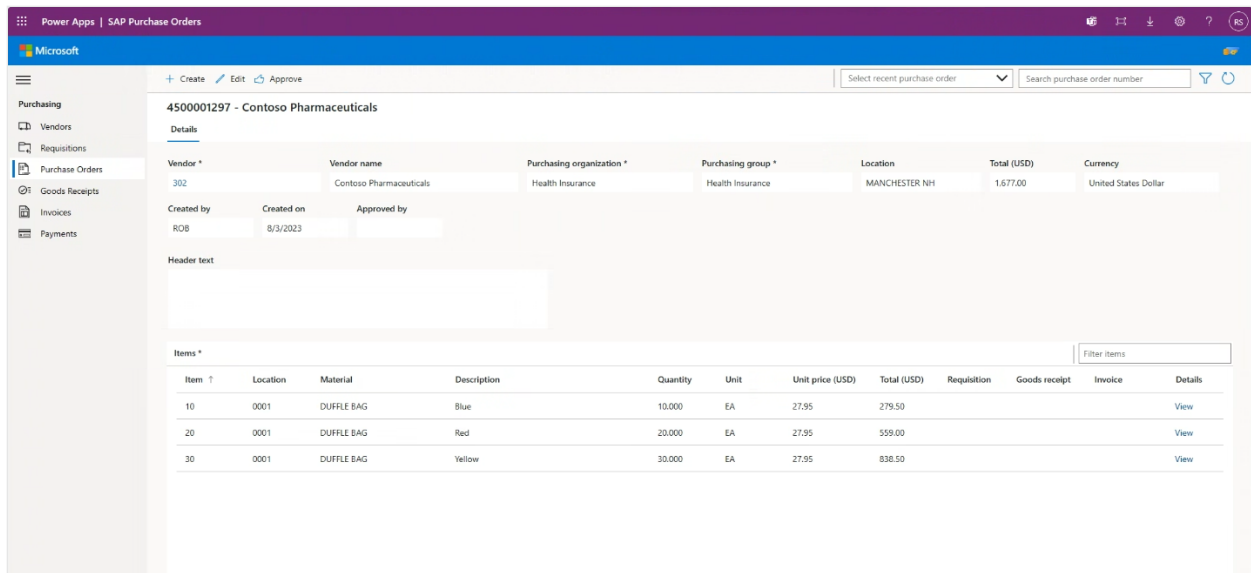 Power Apps | SAP Purchase Orders
? RS
Microsoft
+ Create Edit Approve Select recent purchase order Search purchase order number
Purchasing
Vendors
Requisitions
Purchase Orders
Goods Receipts
Invoices
Payments
4500001297 - Contoso Pharmaceuticals
Details
Vendor * Vendor name Purchasing organization * Purchasing group * Location Total (USD) Currency
302 Contoso Pharmaceuticals Health Insurance Health Insurance MANCHESTER NH 1,677.00 United States Dollar
Created by Created on Approved by
ROB 8/3/2023
Header text
Items * Filter items
Item ↑ Location Material Description Quantity Unit Unit price (USD) Total (USD) Requisition Goods receipt Invoice Details
10 0001 DUFFLE BAG Blue 10.000 EA 27.95 279.50 View
20 0001 DUFFLE BAG Red 20.000 EA 27.95 559.00 View
30 0001 DUFFLE BAG Yellow 30.000 EA 27.95 838.50 View